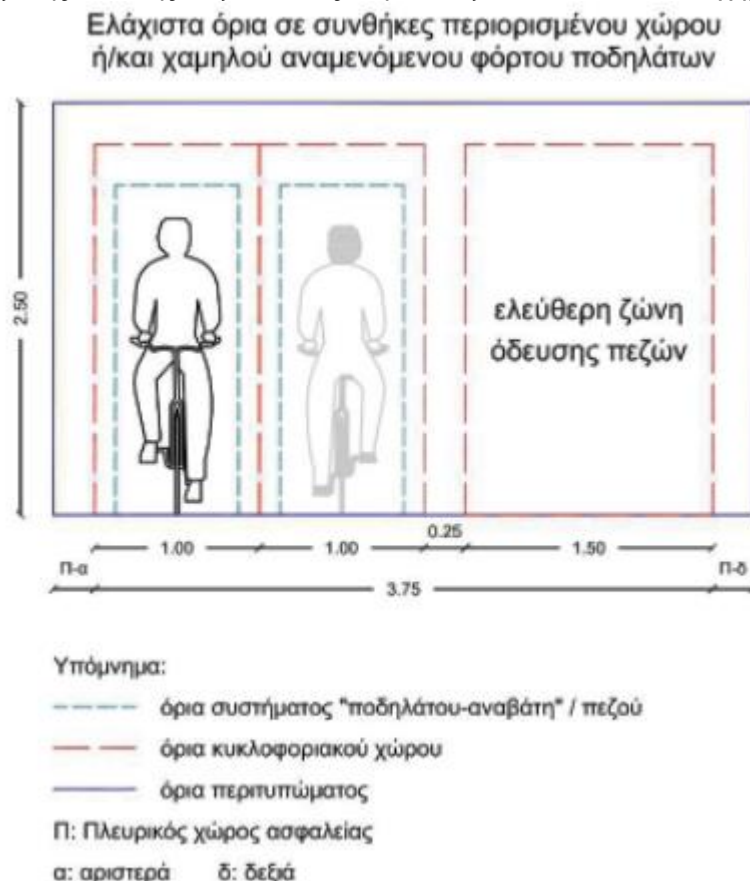 Ελάχιστα όρια σε συνθήκες περιορισμένου χώρου
ή/και χαμηλού αναμενόμενου φόρτου ποδηλάτων
2.50
ελεύθερη ζώνη
όδευσης πεζών
0.25
1.00 1.00 1.50
Π-α Π-δ
3.75
Υπόμνημα:
όρια συστήματος "ποδηλάτου-αναβάτη" / πεζού
όρια κυκλοφοριακού χώρου
όρια περιτυπώματος
Π: Πλευρικός χώρος ασφαλείας
α: αριστερά δ: δεξιά